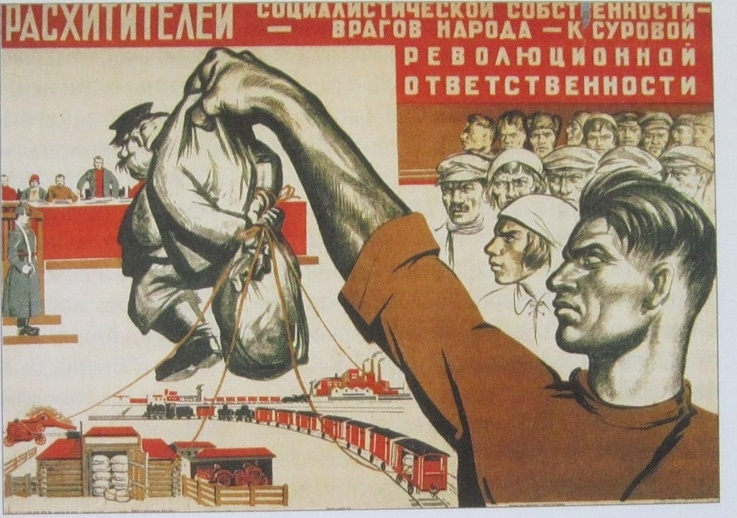 РАСХИТИТЕЛЕЙ СОЦИАЛИСТИЧЕСКОЙ СОБСТВЕННОСТИ–
— ВРАГОВ НАРОДА — К СУРОВОЙ
РЕВОЛЮЦИОННОЙ
ОТВЕТСТВЕННОСТИ